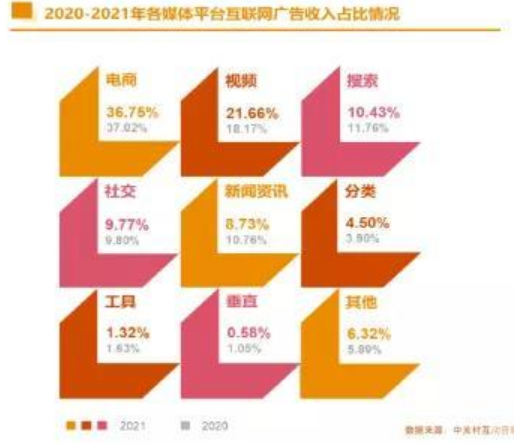 2020-2021年各媒体平台互联网广告收入占比情况
电商
36.75%
37.02%
视频
21.66%
18.17%
搜索
10.43%
11.76%
社交
9.77%
9.80%
新闻资讯
8.73%
10.76%
分类
4.50%
3.90%
工具
1.32%
1.63%
垂直
0.58%
1.05%
其他
6.32%
5.89%
2021
2020
数据来源：中关村互动